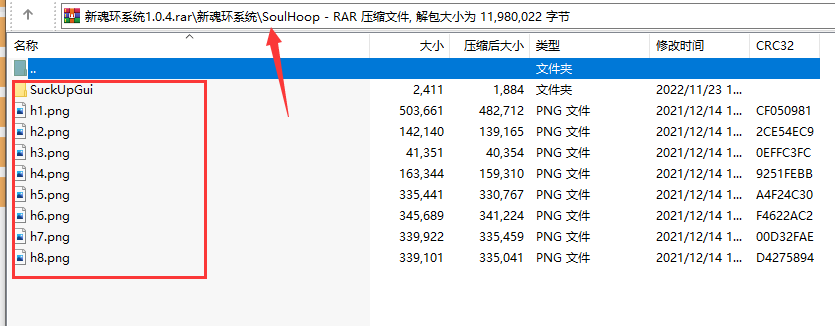 新魂环系统1.0.4.rar\新魂环系统\SoulHoop - RAR 压缩文件, 解包大小为 11,980,022 字节
名称 大小 压缩后大小 类型 修改时间 CRC32
.. 文件夹
SuckUpGui 2,411 1,884 文件夹 2022/11/23 1...
h1.png 503,661 482,712 PNG 文件 2021/12/14 1... CF050981
h2.png 142,140 139,165 PNG 文件 2021/12/14 1... 2CE54EC9
h3.png 41,351 40,354 PNG 文件 2021/12/14 1... 0EFFC3FC
h4.png 163,344 159,310 PNG 文件 2021/12/14 1... 9251FEBB
h5.png 335,441 330,767 PNG 文件 2021/12/14 1... A4F24C30
h6.png 345,689 341,224 PNG 文件 2021/12/14 1... F4622AC2
h7.png 339,922 335,459 PNG 文件 2021/12/14 1... 00D32FAE
h8.png 339,101 335,041 PNG 文件 2021/12/14 1... D4275894